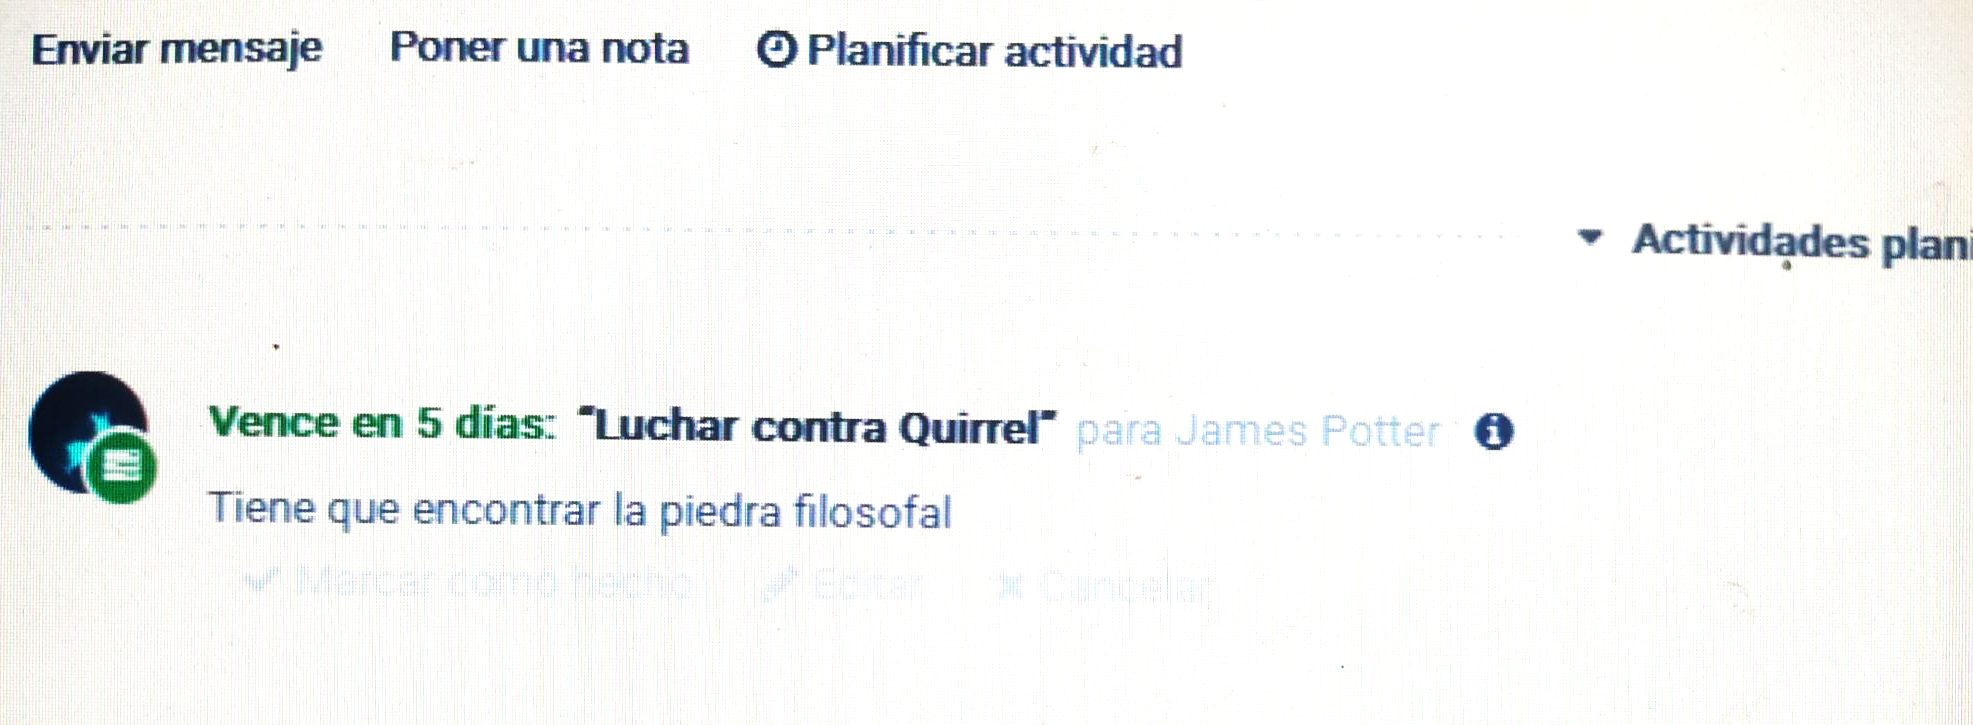 Enviar mensaje Poner una nota Planificar actividad
Actividades plani
Vence en 5 días: "Luchar contra Quirrel" para James Potter
Tiene que encontrar la piedra filosofal
Marcar como hecho Editar Cancelar